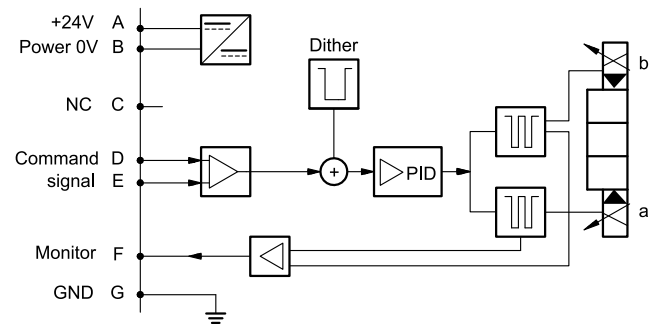 +24V A
Power 0V B
Dither
b
NC C
Command D
signal E
+
PID
a
Monitor F
GND G